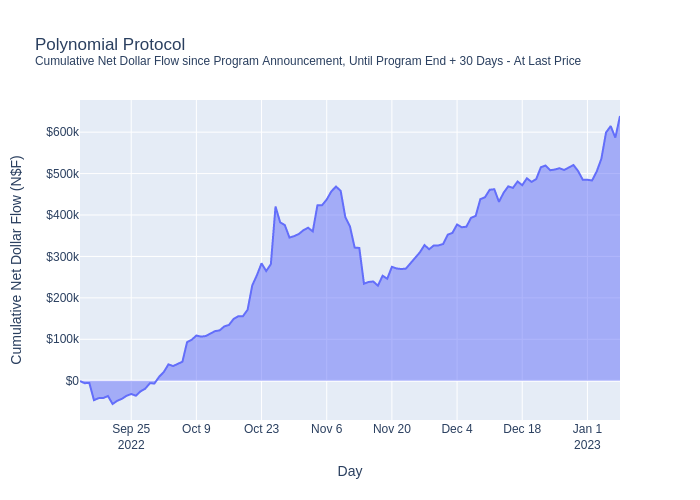 Polynomial Protocol
Cumulative Net Dollar Flow since Program Announcement, Until Program End + 30 Days - At Last Price
Cumulative Net Dollar Flow (N$F)
$600k
$500k
$400k
$300k
$200k
$100k
$0
Sep 25
2022
Oct 9
Oct 23
Nov 6
Nov 20
Dec 4
Dec 18
Jan 1
2023
Day